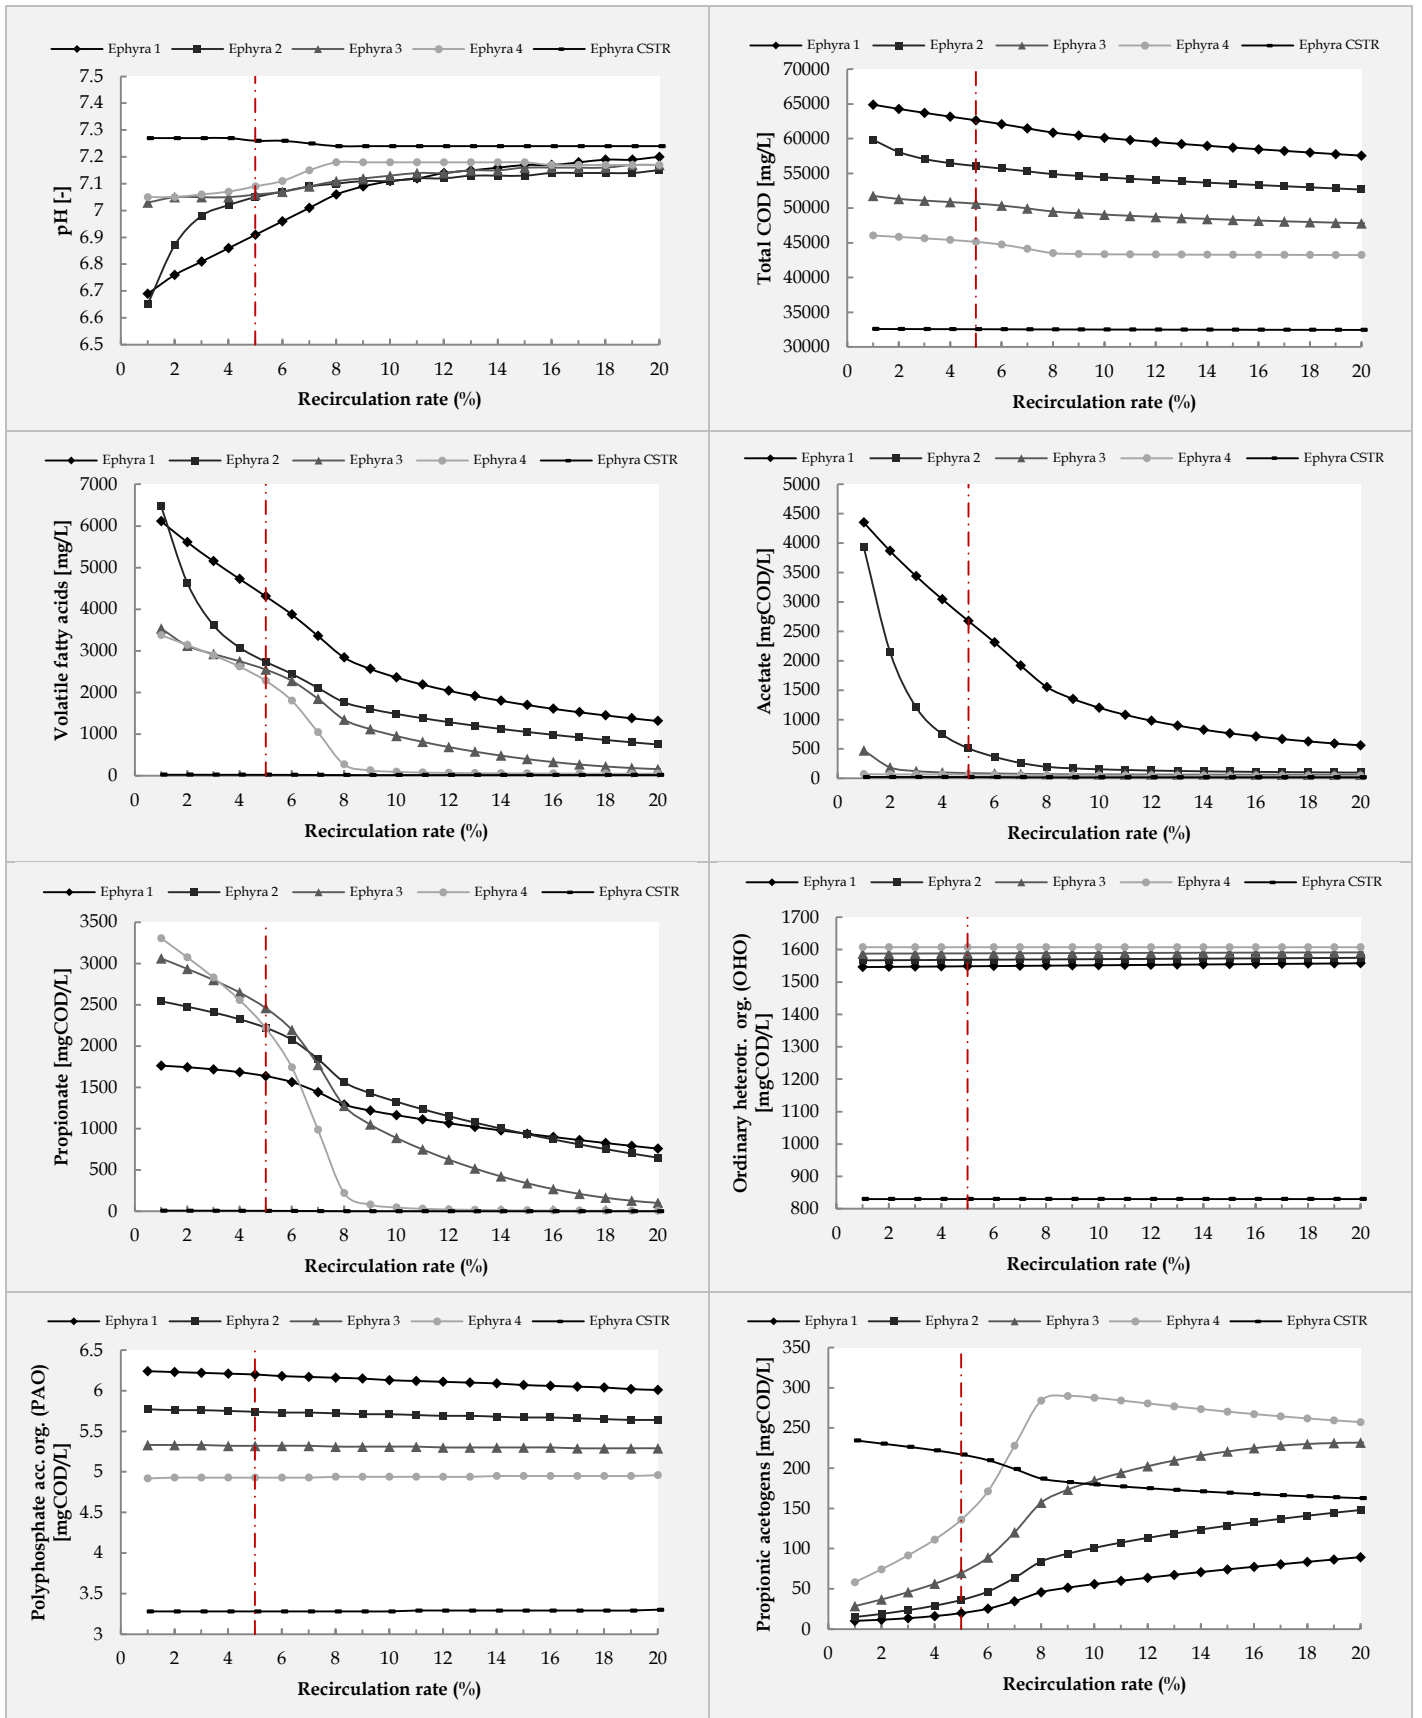 Ephyra 1 Ephyra 2 Ephyra 3 Ephyra 4 Ephyra CSTR
7.5
7.4
7.3
7.2
7.1
7
6.9
6.8
6.7
6.6
6.5
pH [-]
0 2 4 6 8 10 12 14 16 18 20
Recirculation rate (%)
Ephyra 1 Ephyra 2 Ephyra 3 Ephyra 4 Ephyra CSTR
70000
65000
60000
55000
50000
45000
40000
35000
30000
Total COD [mg/L]
0 2 4 6 8 10 12 14 16 18 20
Recirculation rate (%)
Ephyra 1 Ephyra 2 Ephyra 3 Ephyra 4 Ephyra CSTR
7000
6000
5000
4000
3000
2000
1000
0
Volatile fatty acids [mg/L]
0 2 4 6 8 10 12 14 16 18 20
Recirculation rate (%)
Ephyra 1 Ephyra 2 Ephyra 3 Ephyra 4 Ephyra CSTR
5000
4500
4000
3500
3000
2500
2000
1500
1000
500
0
Acetate [mgCOD/L]
0 2 4 6 8 10 12 14 16 18 20
Recirculation rate (%)
Ephyra 1 Ephyra 2 Ephyra 3 Ephyra 4 Ephyra CSTR
3500
3000
2500
2000
1500
1000
500
0
Propionate [mgCOD/L]
0 2 4 6 8 10 12 14 16 18 20
Recirculation rate (%)
Ephyra 1 Ephyra 2 Ephyra 3 Ephyra 4 Ephyra CSTR
1700
1600
1500
1400
1300
1200
1100
1000
900
800
Ordinary heterotr. org. (OHO)
[mgCOD/L]
0 2 4 6 8 10 12 14 16 18 20
Recirculation rate (%)
Ephyra 1 Ephyra 2 Ephyra 3 Ephyra 4 Ephyra CSTR
6.5
6
5.5
5
4.5
4
3.5
3
Polyphosphate acc. org. (PAO)
[mgCOD/L]
0 2 4 6 8 10 12 14 16 18 20
Recirculation rate (%)
Ephyra 1 Ephyra 2 Ephyra 3 Ephyra 4 Ephyra CSTR
350
300
250
200
150
100
50
0
Propionic acetogens [mgCOD/L]
0 2 4 6 8 10 12 14 16 18 20
Recirculation rate (%)